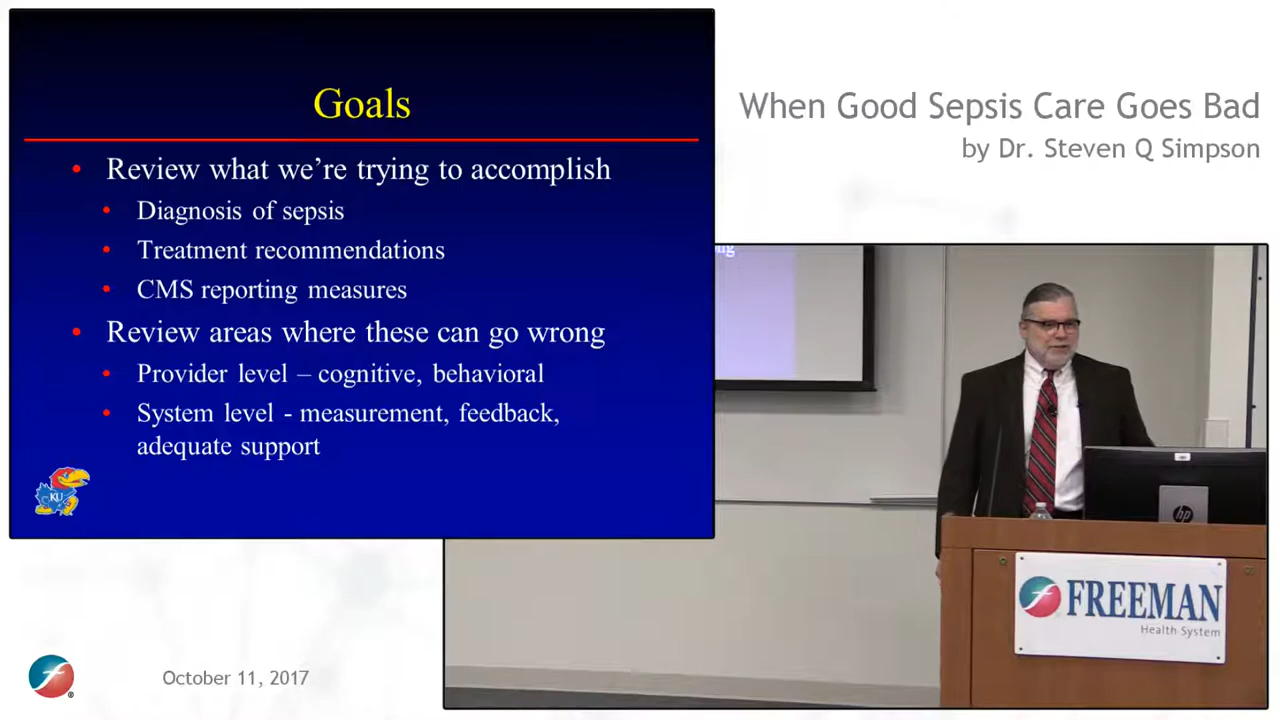 Goals
• Review what we’re trying to accomplish
• Diagnosis of sepsis
• Treatment recommendations
• CMS reporting measures
• Review areas where these can go wrong
• Provider level – cognitive, behavioral
• System level - measurement, feedback,
adequate support
KU
When Good Sepsis Care Goes Bad
by Dr. Steven Q Simpson
hp
FREEMAN
Health System
®
October 11, 2017